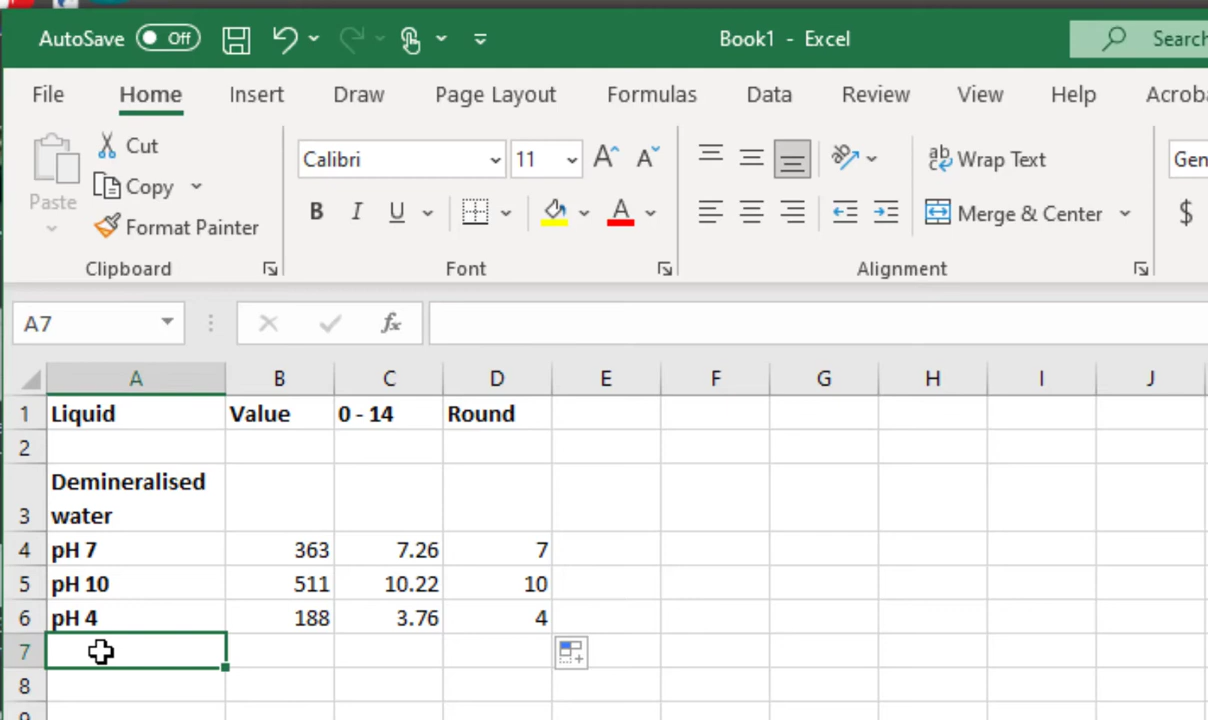 AutoSave Off Book1 - Excel Search
File Home Insert Draw Page Layout Formulas Data Review View Help
Paste Cut Calibri 11 Wrap Text
Copy
Format Painter B I U A Merge & Center $
Clipboard Font Alignment
A7 fx
A B C D E F G H I J
1 Liquid Value 0 - 14 Round
2
Demineralised
3 water
4 pH 7 363 7.26 7
5 pH 10 511 10.22 10
6 pH 4 188 3.76 4
7
8